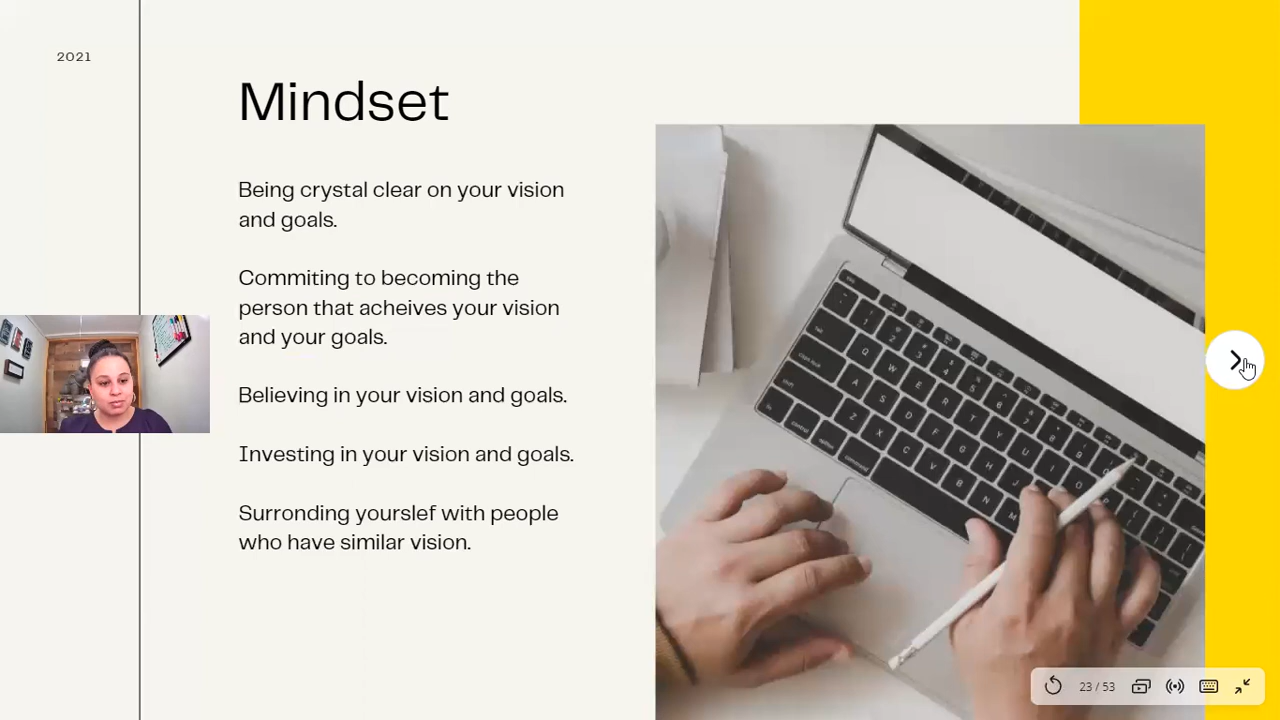 2021
Mindset
Being crystal clear on your vision
and goals.
Commiting to becoming the
person that acheives your vision
and your goals.
Believing in your vision and goals.
Investing in your vision and goals.
Surronding yourslef with people
who have similar vision.
23 / 53